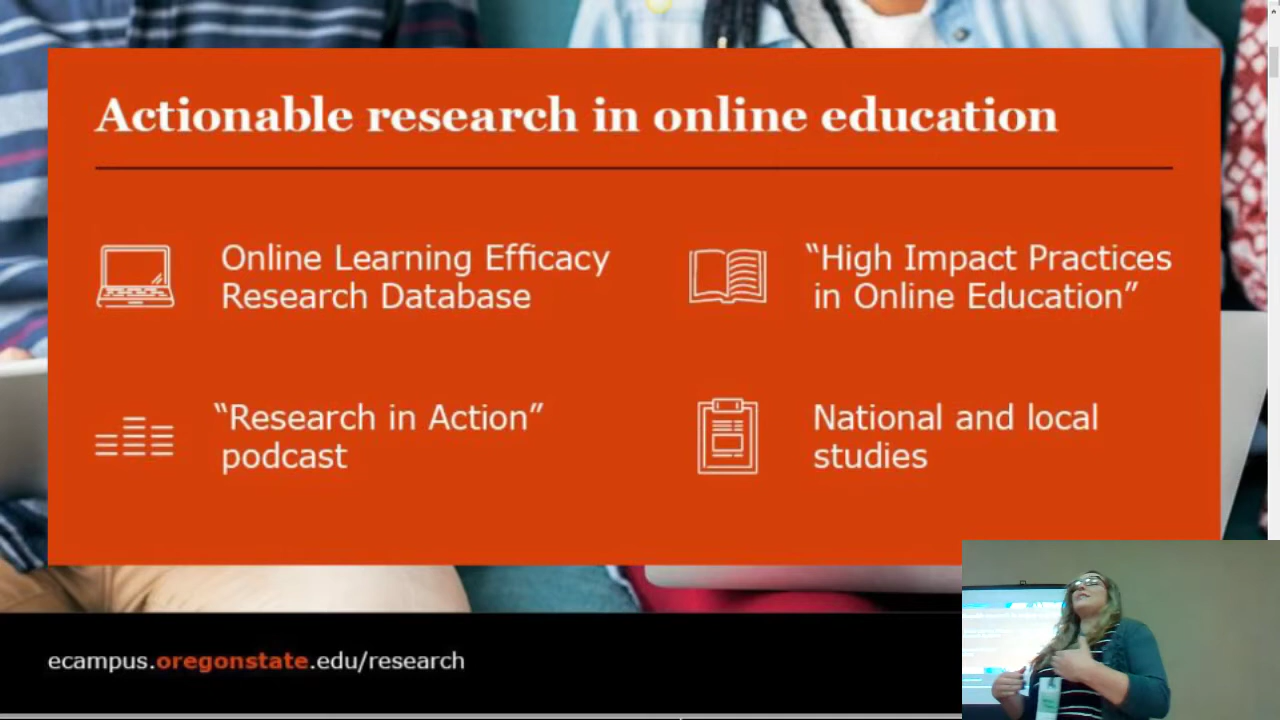 Actionable research in online education
Online Learning Efficacy
Research Database
“High Impact Practices
in Online Education”
“Research in Action”
podcast
National and local
studies
ecampus.oregonstate.edu/research